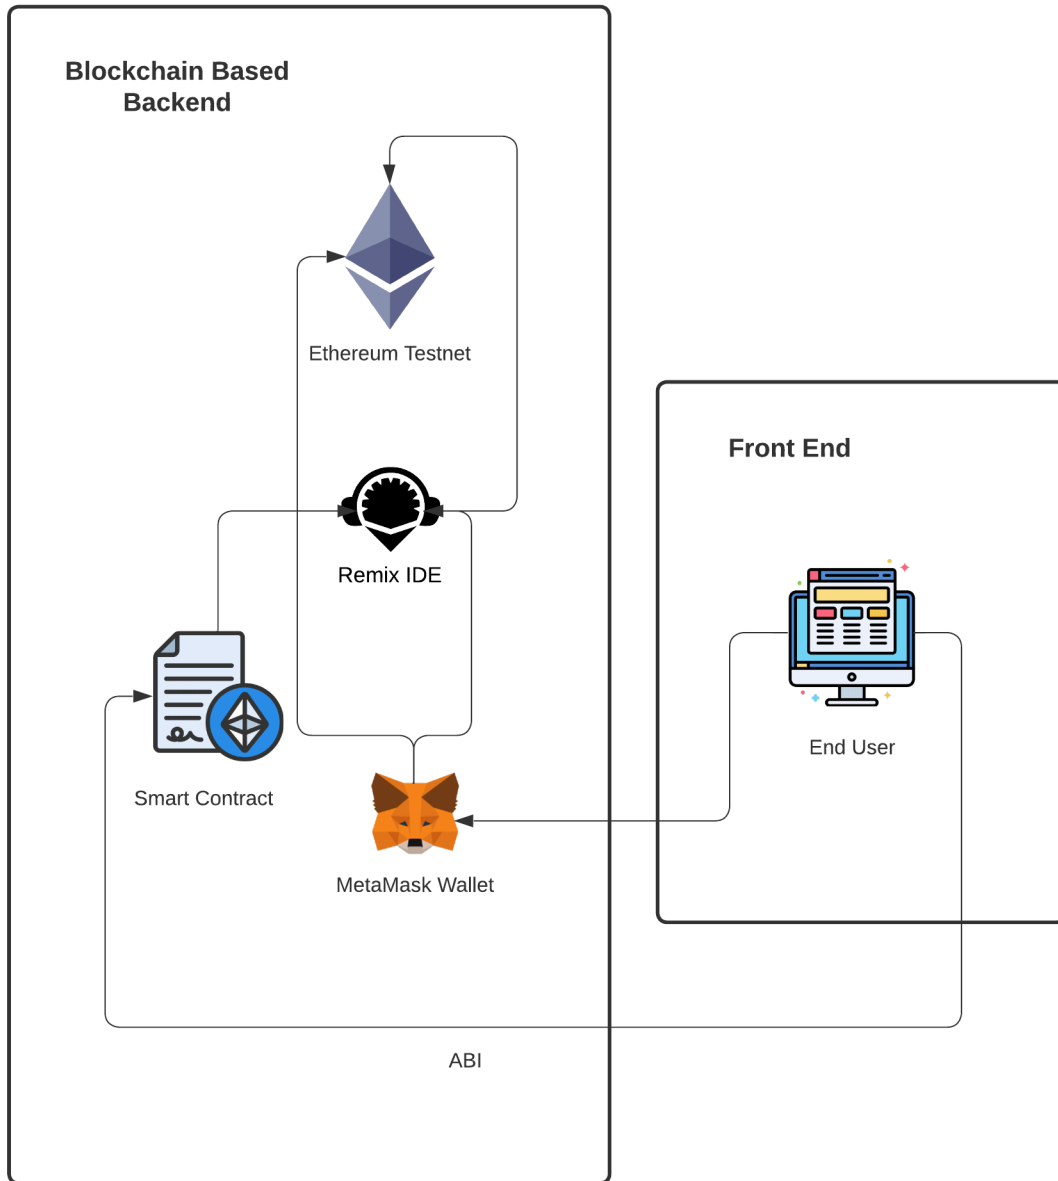 Blockchain Based
Backend
Ethereum Testnet
Front End
Remix IDE
End User
Smart Contract
MetaMask Wallet
ABI